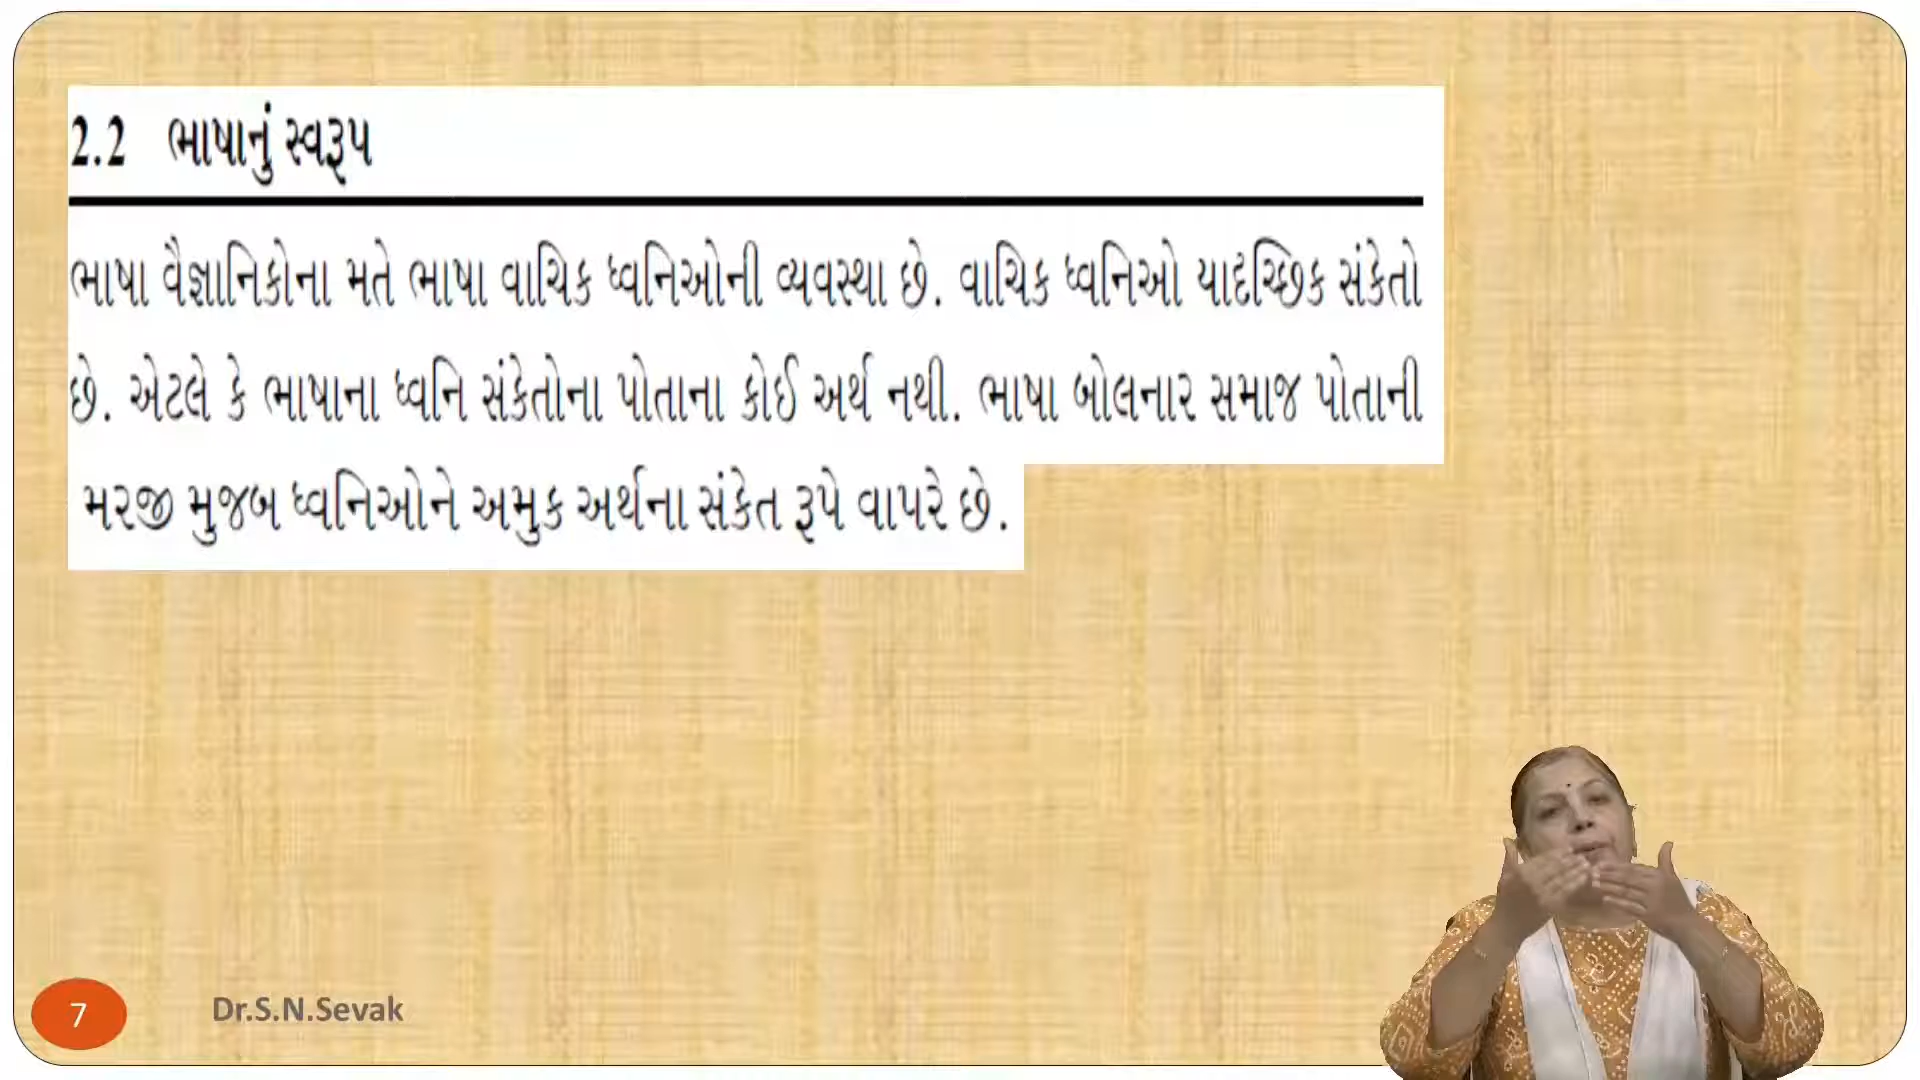 2.2 ભાષાનું સ્વરૂપ
ભાષા વૈજ્ઞાનિકોના મતે ભાષા વાચિક ધ્વનિઓની વ્યવસ્થા છે. વાચિક ધ્વનિઓ યાદચ્છિક સંકેતો
છે. એટલે કે ભાષાના ધ્વનિ સંકેતોના પોતાના કોઈ અર્થ નથી. ભાષા બોલનાર સમાજ પોતાની
મરજી મુજબ ધ્વનિઓને અમુક અર્થના સંકેત રૂપે વાપરે છે.
7 Dr.S.N.Sevak